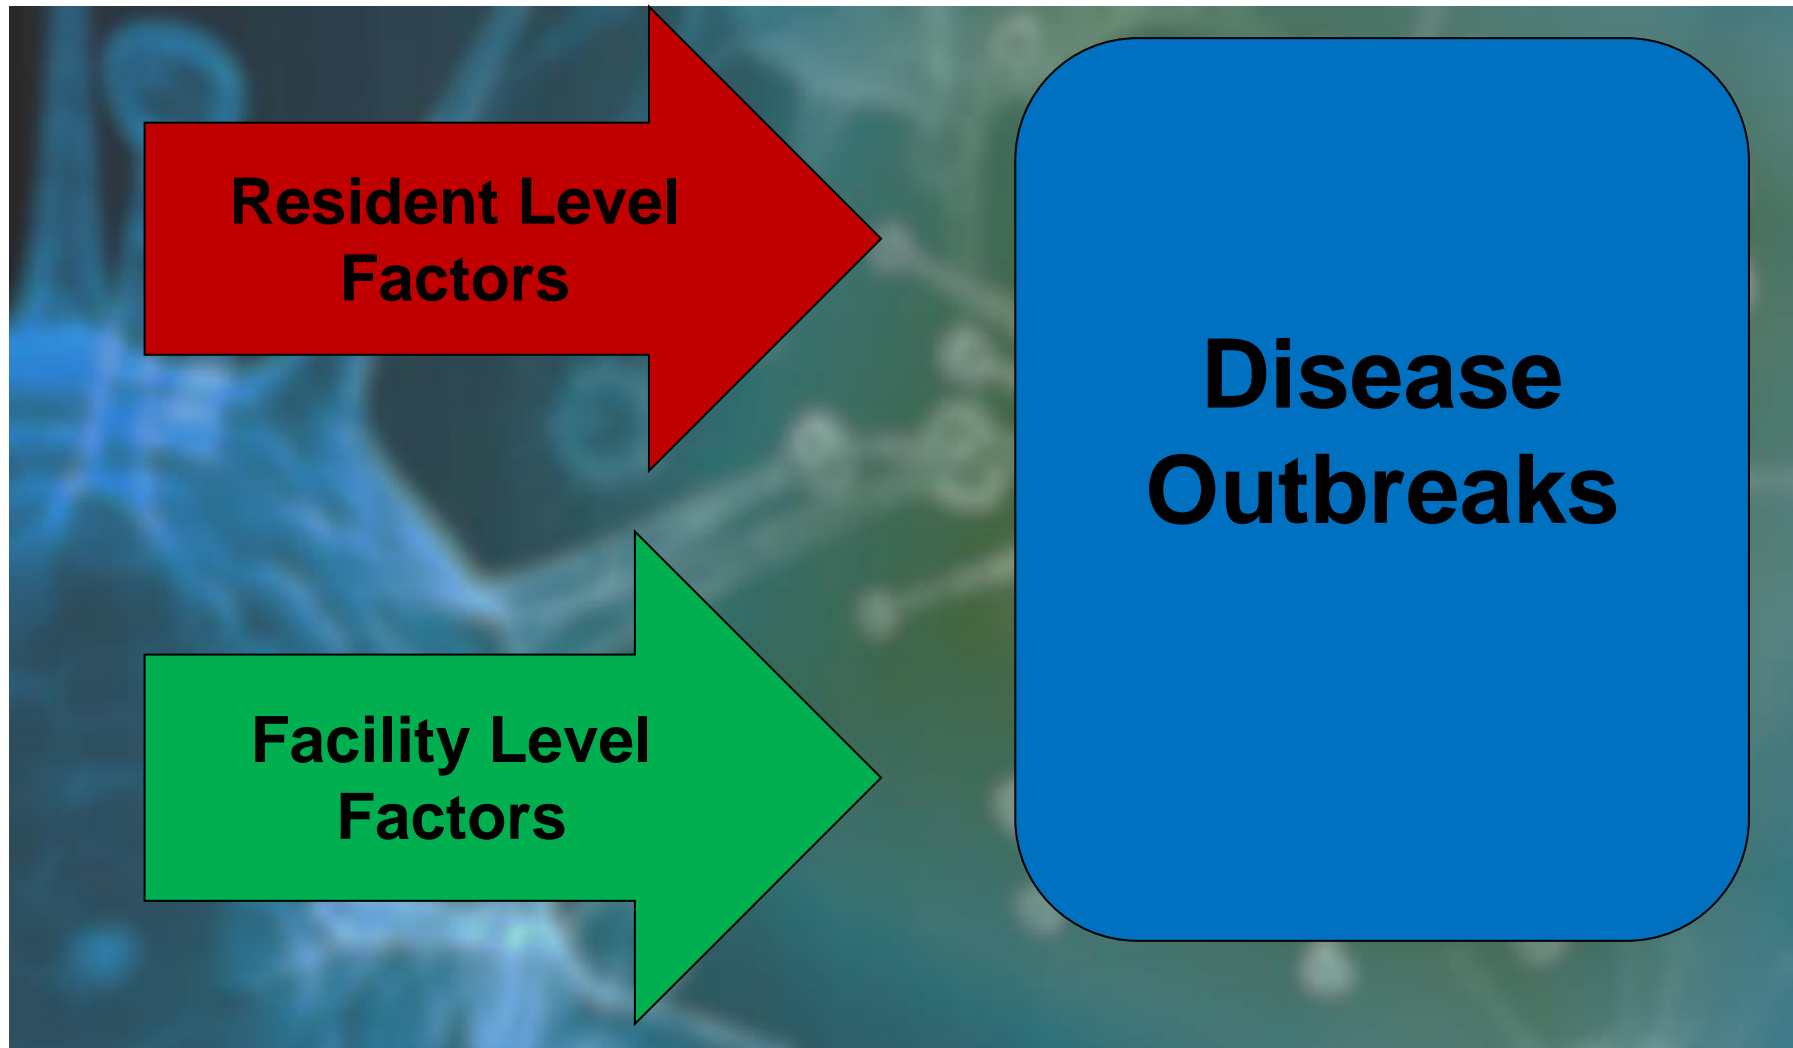 Resident Level
Factors
Disease
Outbreaks
Facility Level
Factors